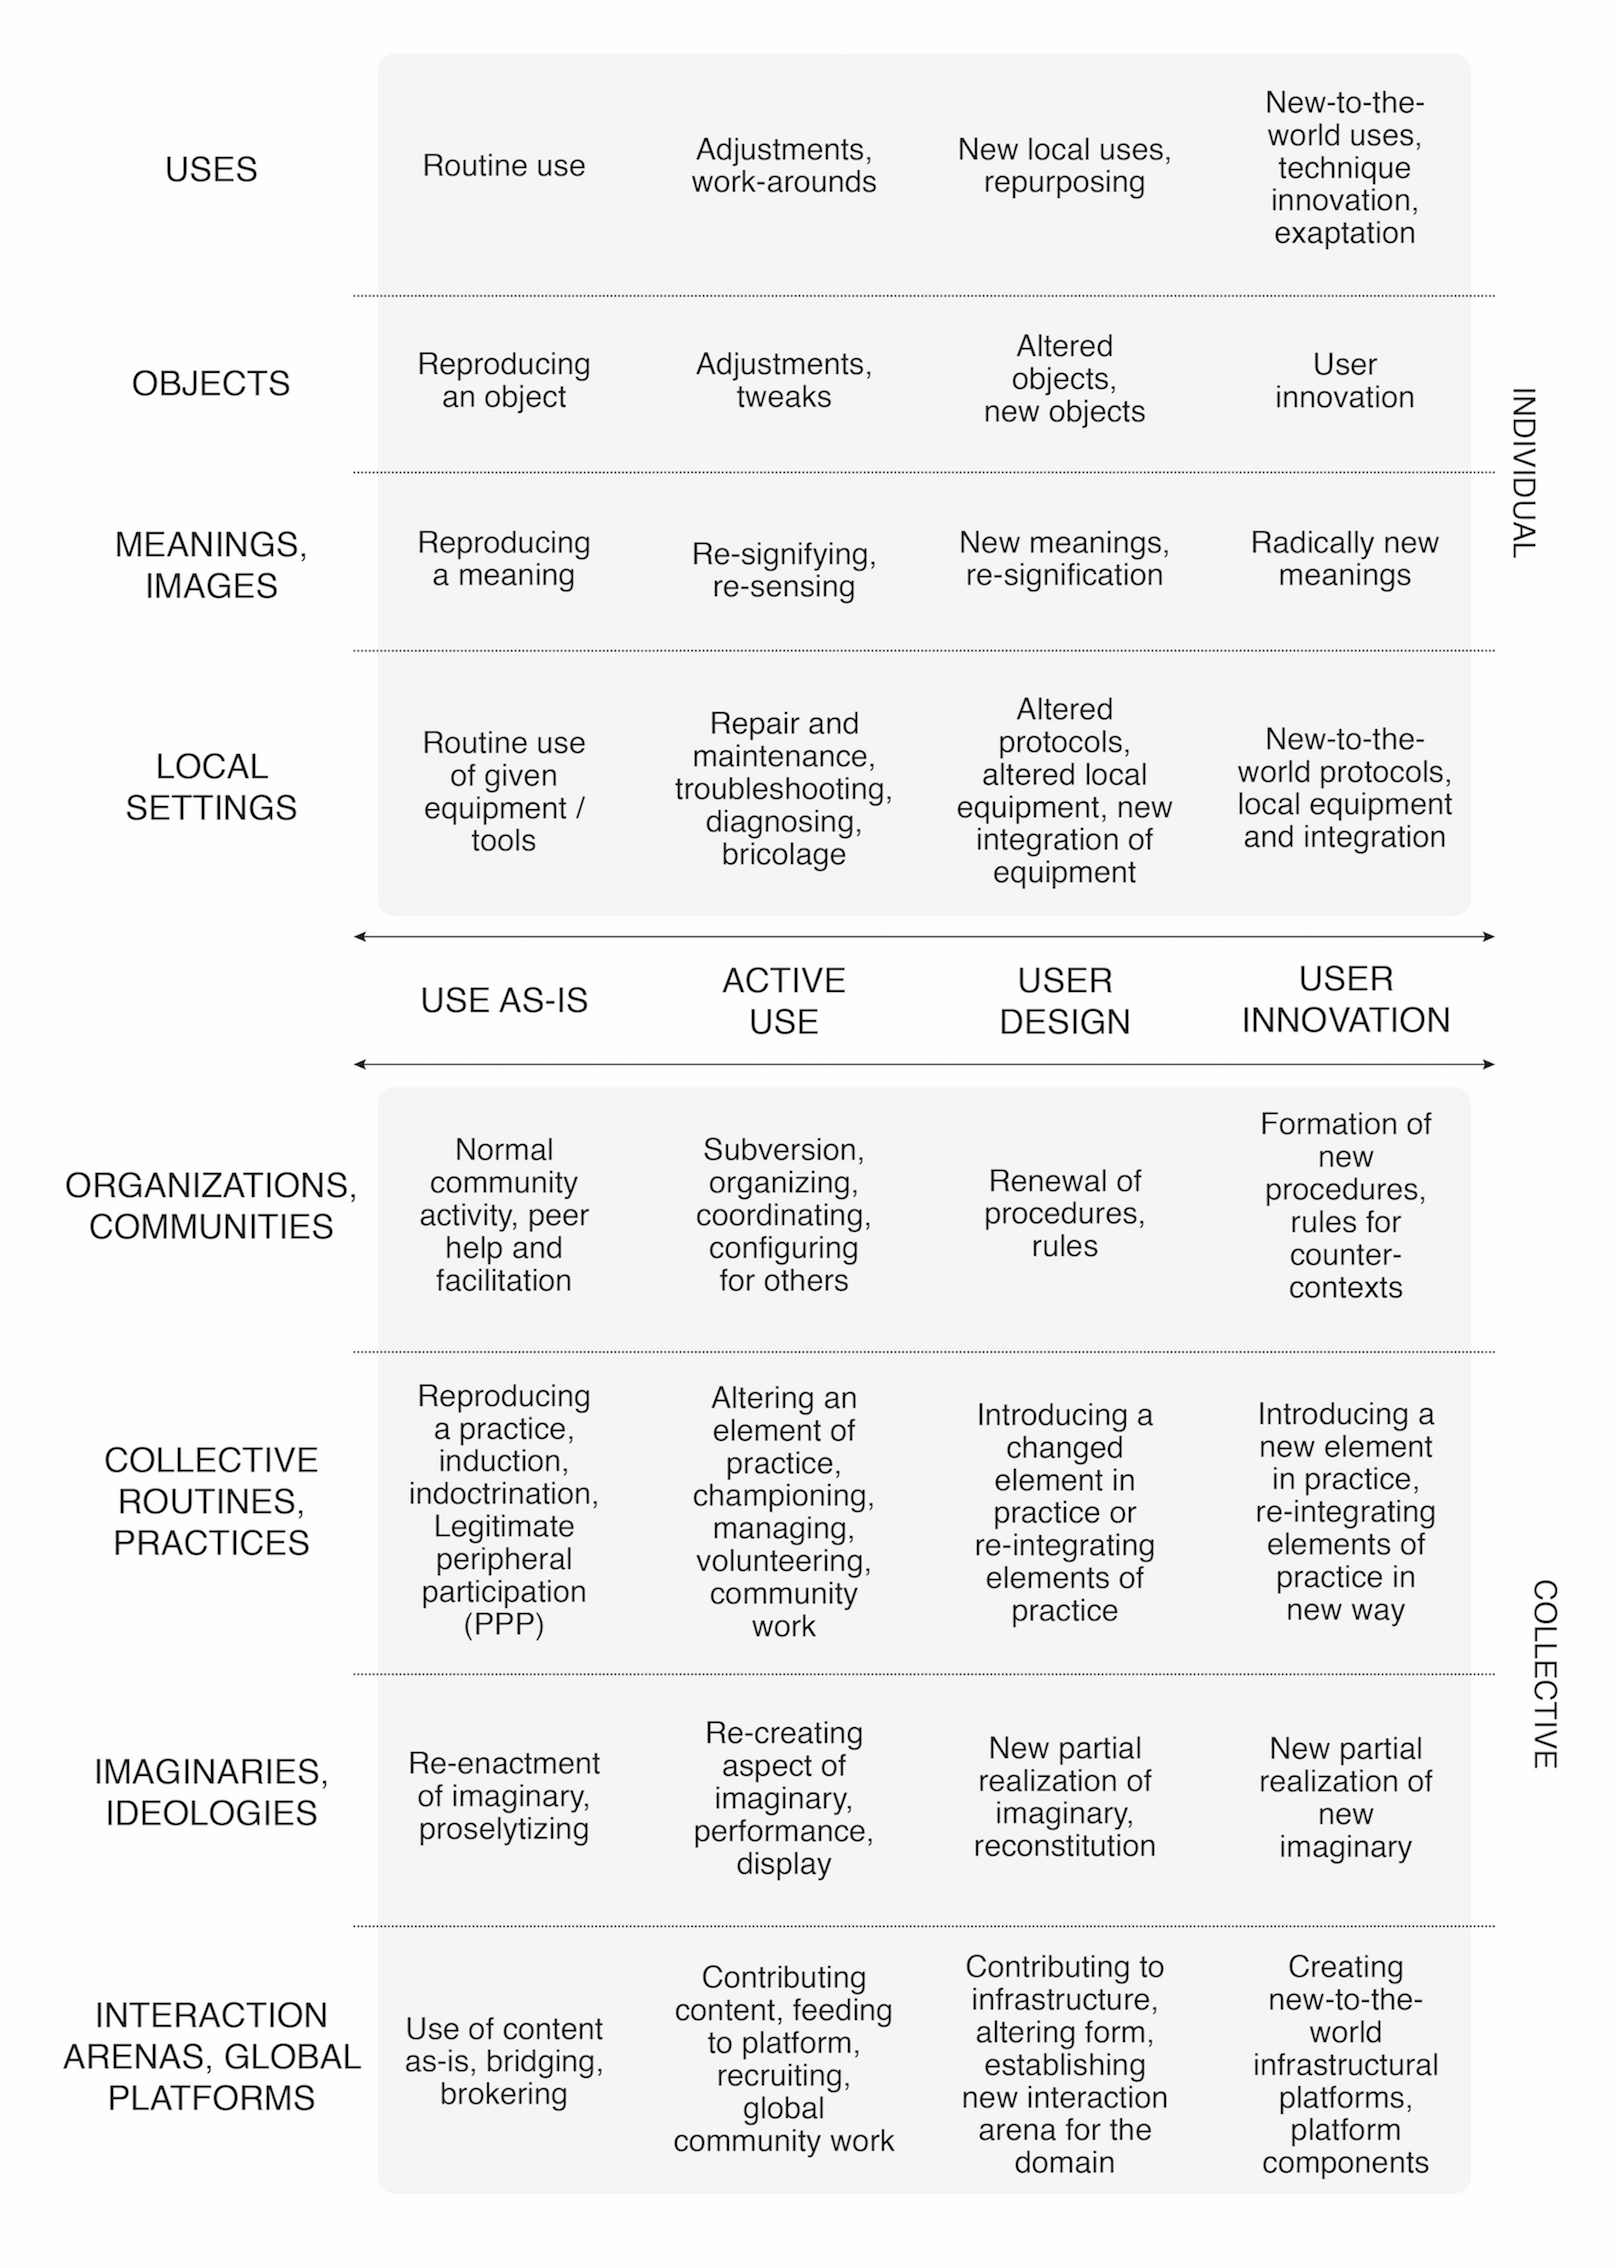 USES
Routine use
Adjustments,
work-arounds
New local uses,
repurposing
New-to-the-
world uses,
technique
innovation,
exaptation
OBJECTS
Reproducing
an object
Adjustments,
tweaks
Altered
objects,
new objects
User
innovation
MEANINGS,
IMAGES
Reproducing
a meaning
Re-signifying,
re-sensing
New meanings,
re-signification
Radically new
meanings
LOCAL
SETTINGS
Routine use
of given
equipment /
tools
Repair and
maintenance,
troubleshooting,
diagnosing,
bricolage
Altered
protocols,
altered local
equipment, new
integration of
equipment
New-to-the-
world protocols,
local equipment
and integration
INDIVIDUAL
USE AS-IS
ACTIVE
USE
USER
DESIGN
USER
INNOVATION
ORGANIZATIONS,
COMMUNITIES
Normal
community
activity, peer
help and
facilitation
Subversion,
organizing,
coordinating,
configuring
for others
Renewal of
procedures,
rules
Formation of
new
procedures,
rules for
counter-
contexts
COLLECTIVE
ROUTINES,
PRACTICES
Reproducing
a practice,
induction,
indoctrination,
Legitimate
peripheral
participation
(PPP)
Altering an
element of
practice,
championing,
managing,
volunteering,
community
work
Introducing a
changed
element in
practice or
re-integrating
elements of
practice
Introducing a
new element
in practice,
re-integrating
elements of
practice in
new way
IMAGINARIES,
IDEOLOGIES
Re-enactment
of imaginary,
proselytizing
Re-creating
aspect of
imaginary,
performance,
display
New partial
realization of
imaginary,
reconstitution
New partial
realization of
new
imaginary
INTERACTION
ARENAS, GLOBAL
PLATFORMS
Use of content
as-is, bridging,
brokering
Contributing
content, feeding
to platform,
recruiting,
global
community work
Contributing to
infrastructure,
altering form,
establishing
new interaction
arena for the
domain
Creating
new-to-the-
world
infrastructural
platforms,
platform
components
COLLECTIVE